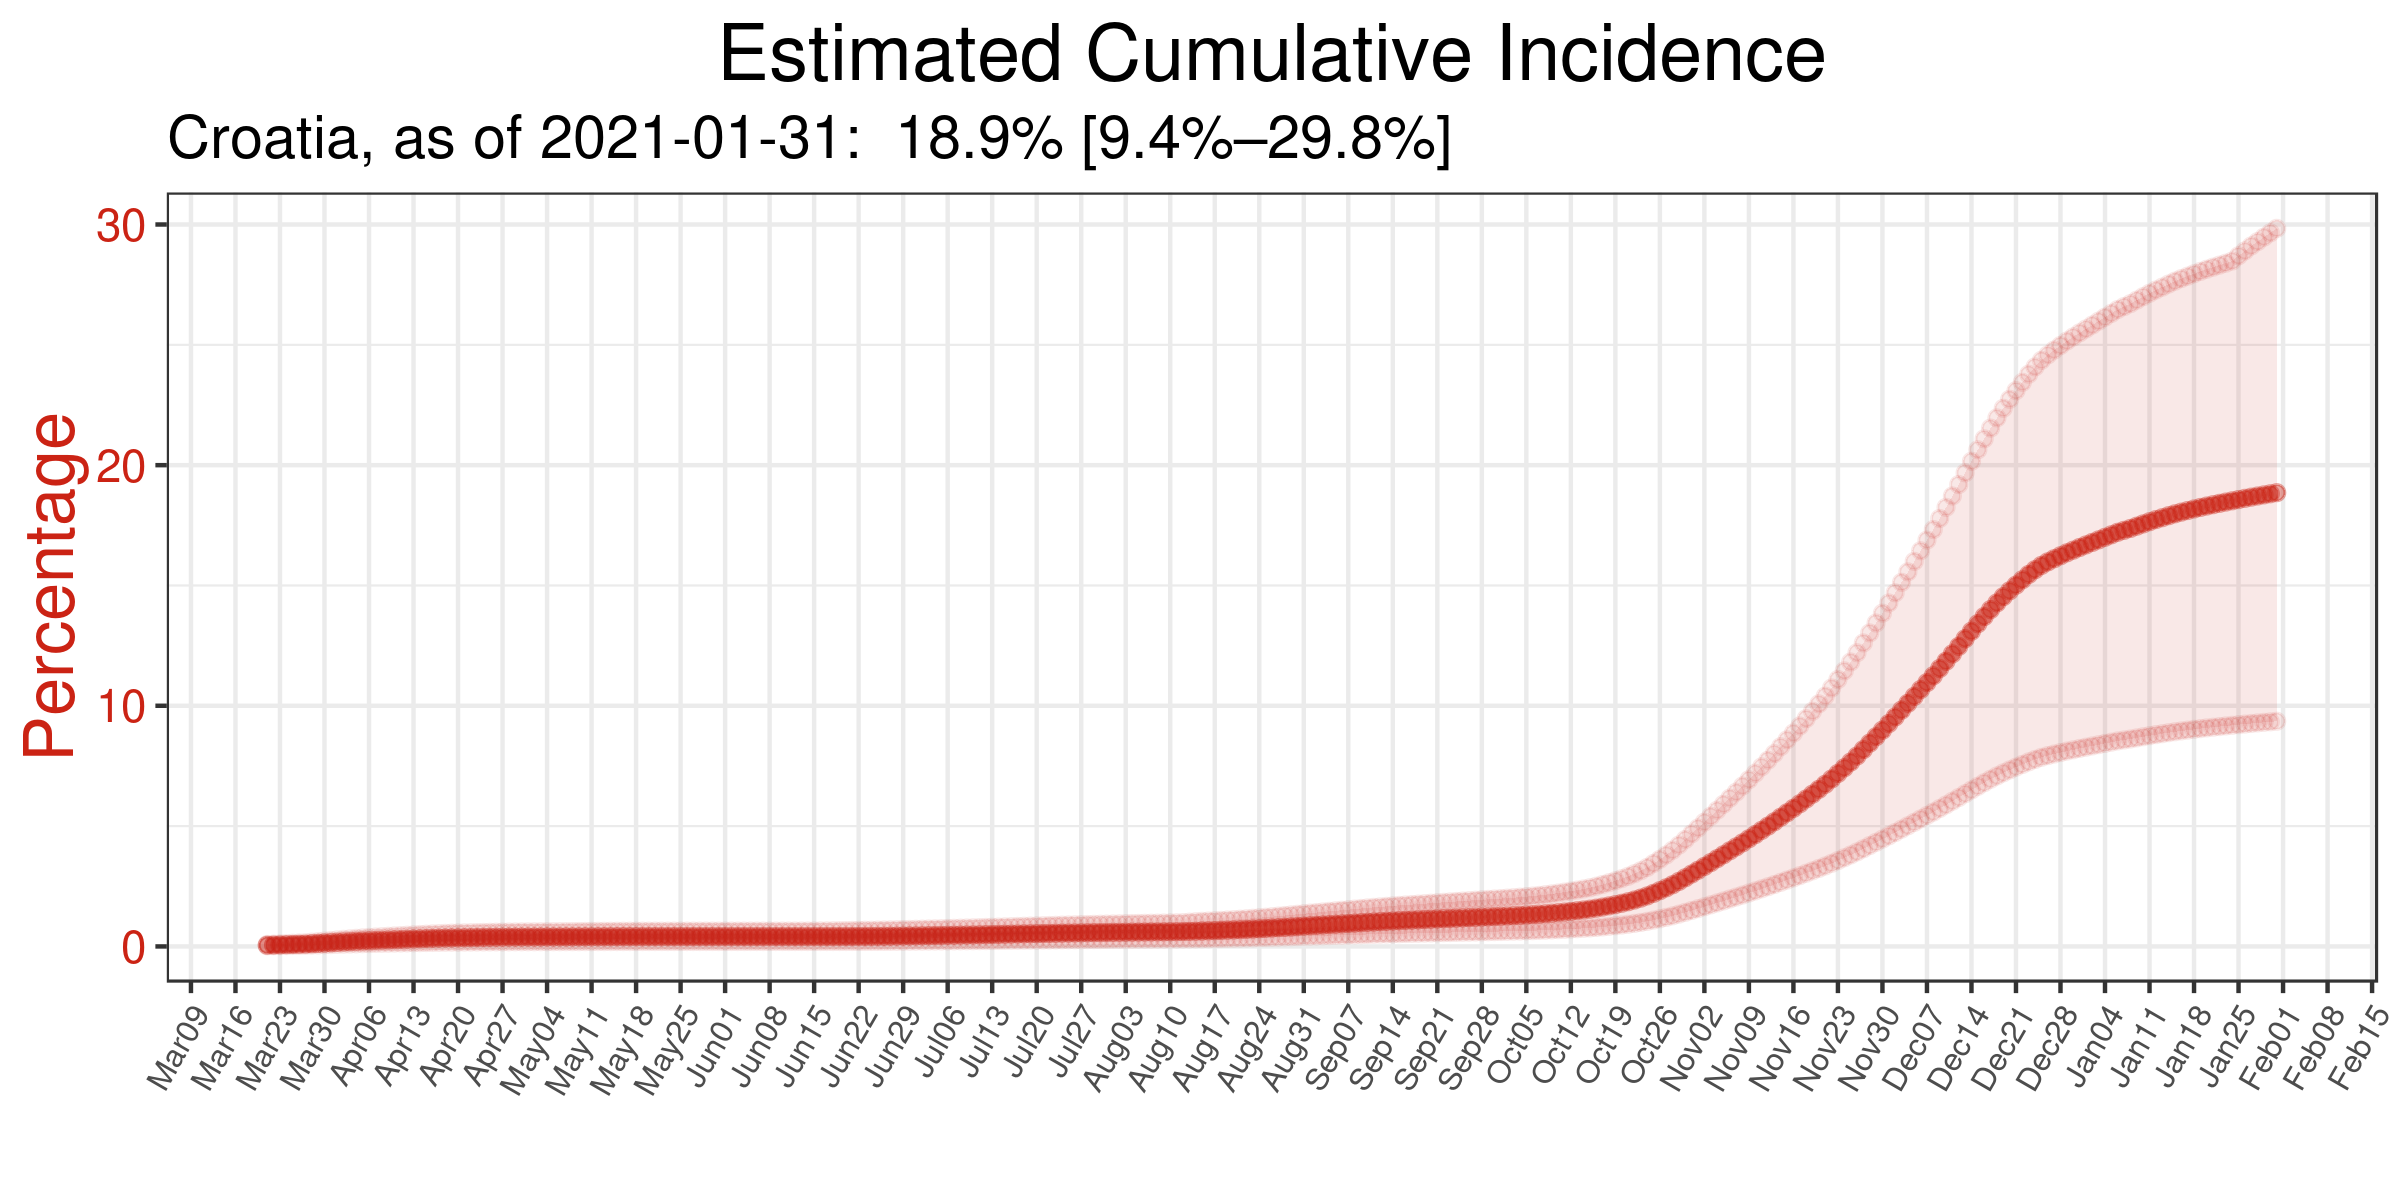 Estimated Cumulative Incidence
Croatia, as of 2021-01-31:  18.9% [9.4%–29.8%]
Percentage
30
20
10
0
Mar09
Mar16
Mar23
Mar30
Apr06
Apr13
Apr20
Apr27
May04
May11
May18
May25
Jun01
Jun08
Jun15
Jun22
Jun29
Jul06
Jul13
Jul20
Jul27
Aug03
Aug10
Aug17
Aug24
Aug31
Sep07
Sep14
Sep21
Sep28
Oct05
Oct12
Oct19
Oct26
Nov02
Nov09
Nov16
Nov23
Nov30
Dec07
Dec14
Dec21
Dec28
Jan04
Jan11
Jan18
Jan25
Feb01
Feb08
Feb15